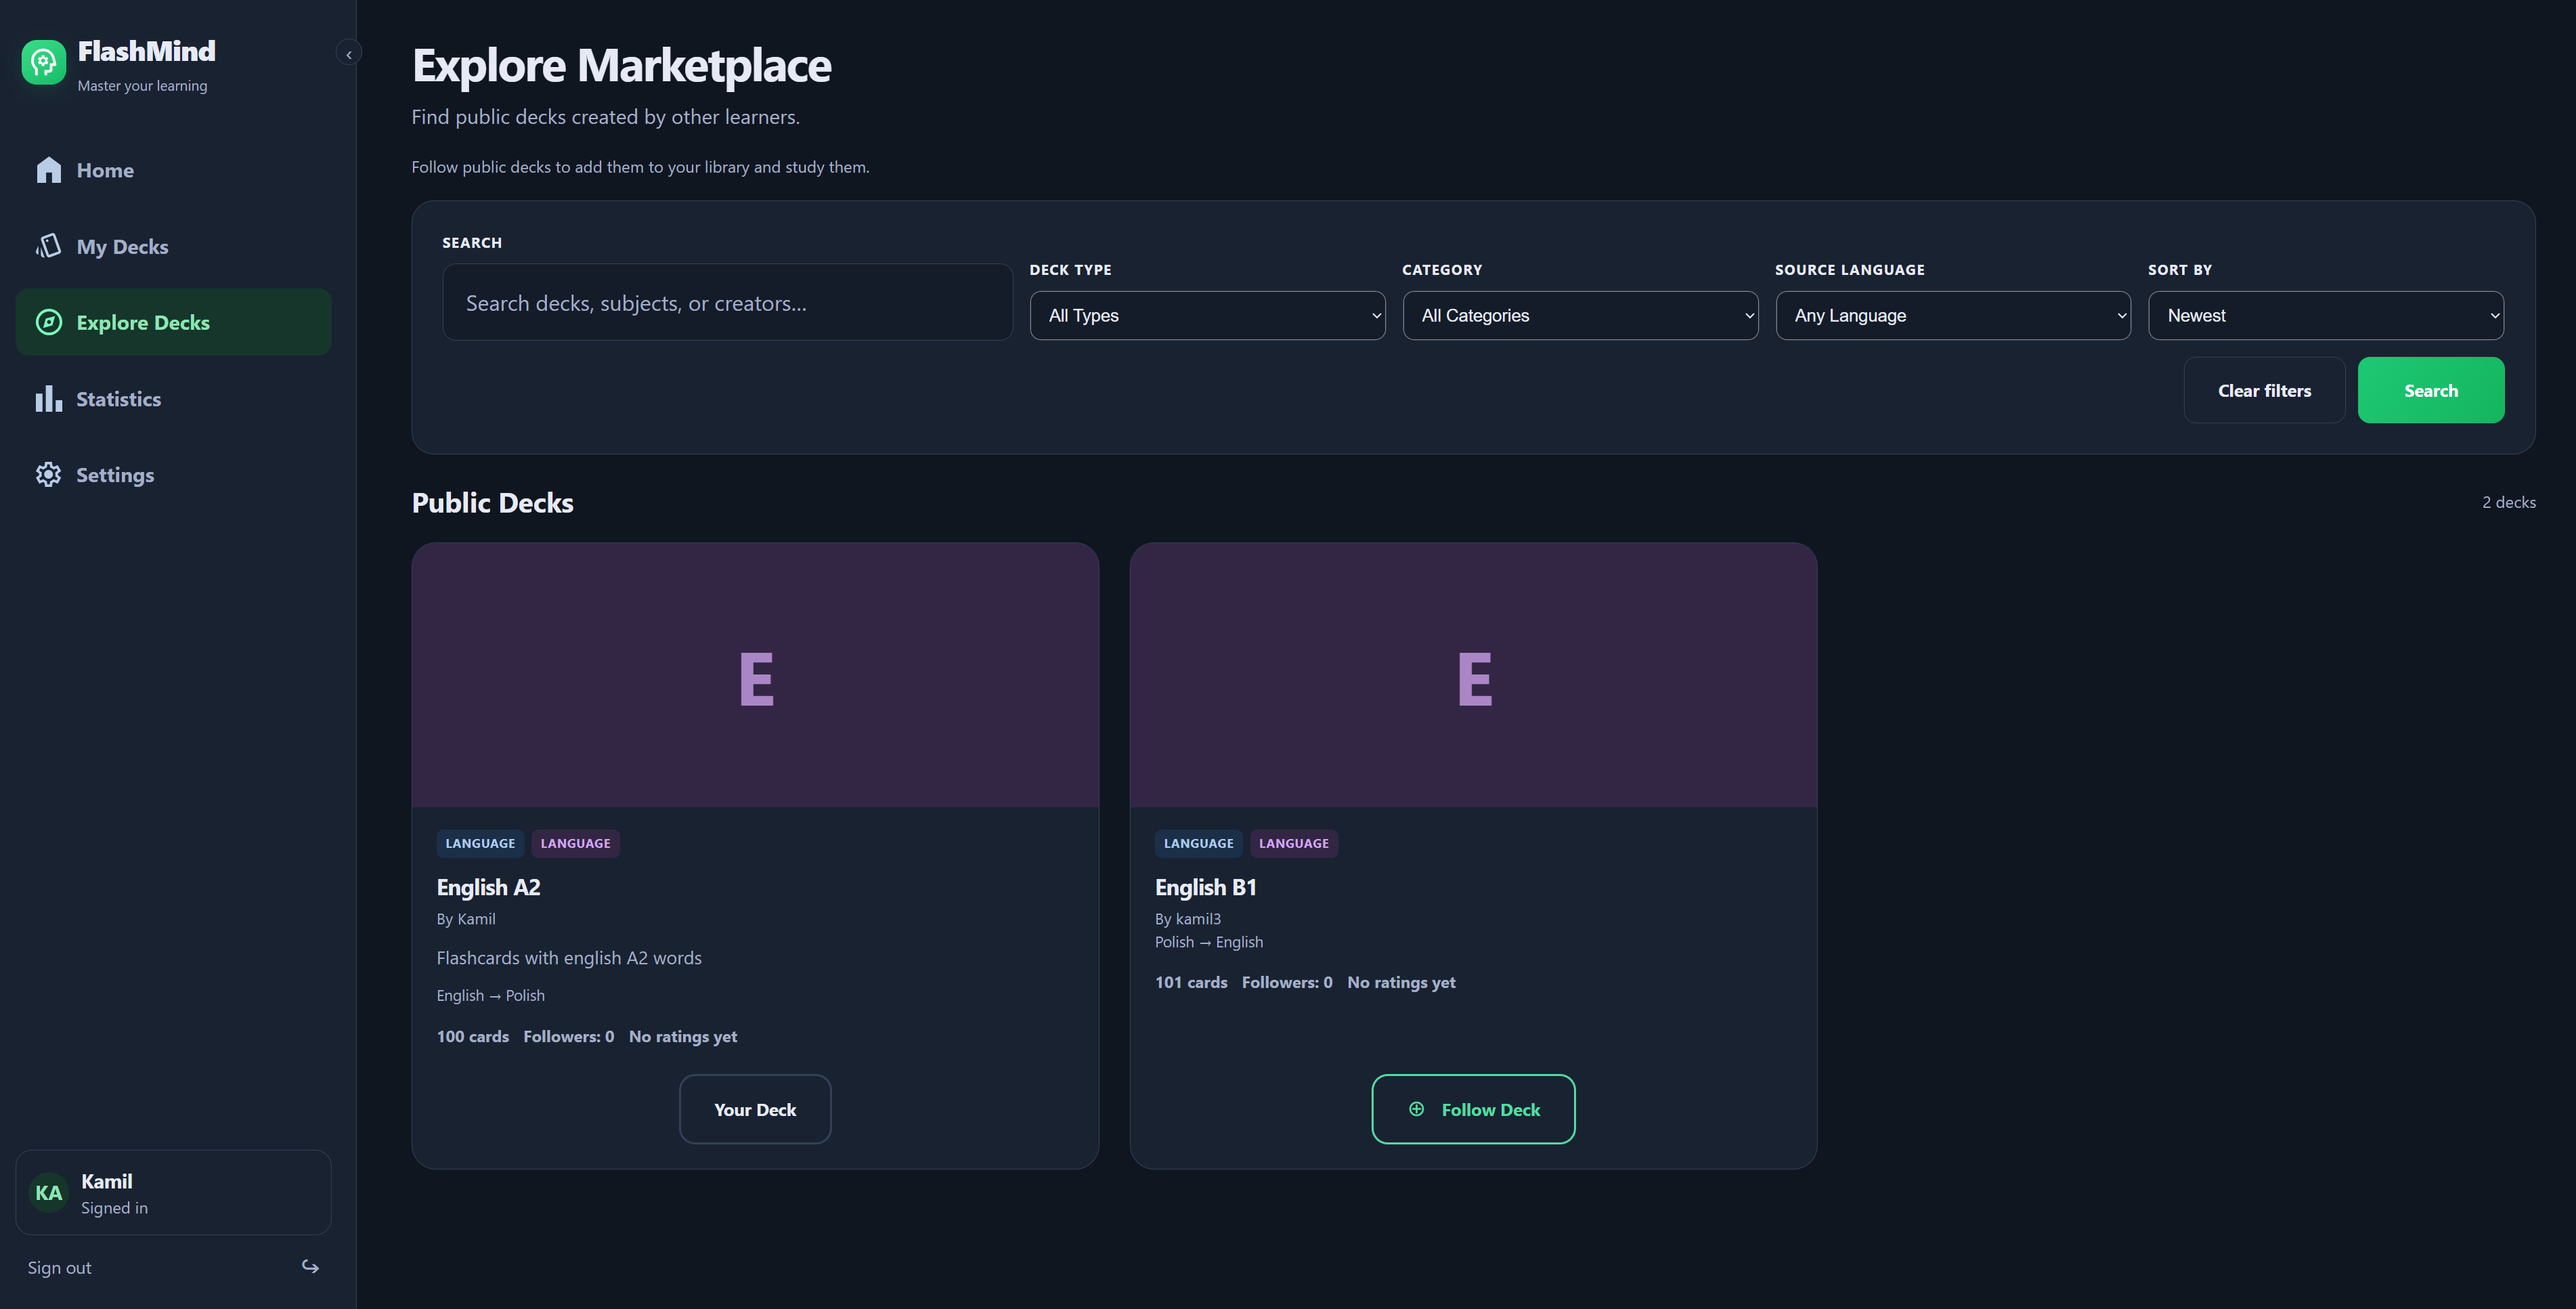 FlashMind
Master your learning
Home
My Decks
Explore Decks
Statistics
Settings
KA
Kamil
Signed in
Sign out
Explore Marketplace
Find public decks created by other learners.
Follow public decks to add them to your library and study them.
SEARCH
Search decks, subjects, or creators...
DECK TYPE
All Types
CATEGORY
All Categories
SOURCE LANGUAGE
Any Language
SORT BY
Newest
Clear filters
Search
Public Decks
2 decks
E
LANGUAGE LANGUAGE
English A2
By Kamil
Flashcards with english A2 words
English → Polish
100 cards Followers: 0 No ratings yet
Your Deck
E
LANGUAGE LANGUAGE
English B1
By kamil3
Polish → English
101 cards Followers: 0 No ratings yet
Follow Deck